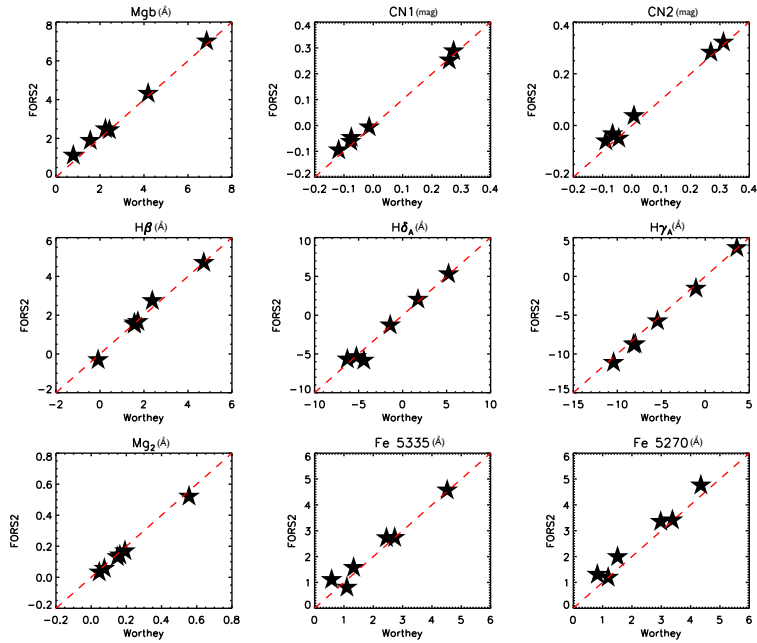 Mgb (Å) CN1 (mag) CN2 (mag)
8 0.4 0.4
0.3
6
0.2 0.2
FORS2 4 FORS2 0.1 FORS2
0.0 0.0
2
-0.1
0 -0.2 -0.2
0 2 4 6 8 -0.2 -0.1 0.0 0.1 0.2 0.3 0.4 -0.2 0.0 0.2 0.4
Worthey Worthey Worthey
Hβ (Å) HδA (Å) HγA (Å)
6 10 5
4 5 0
FORS2 2 FORS2 0 FORS2 -5
0 -5 -10
-2 -10 -15
-2 0 2 4 6 -10 -5 0 5 10 -15 -10 -5 0 5
Worthey Worthey Worthey
Mg2 (Å) Fe 5335 (Å) Fe 5270 (Å)
0.8 6 6
0.6 5 5
0.4 4 4
FORS2 FORS2 3 FORS2 3
0.2
2 2
0.0
1 1
-0.2 0 0
-0.2 0.0 0.2 0.4 0.6 0.8 0 1 2 3 4 5 6 0 1 2 3 4 5 6
Worthey Worthey Worthey